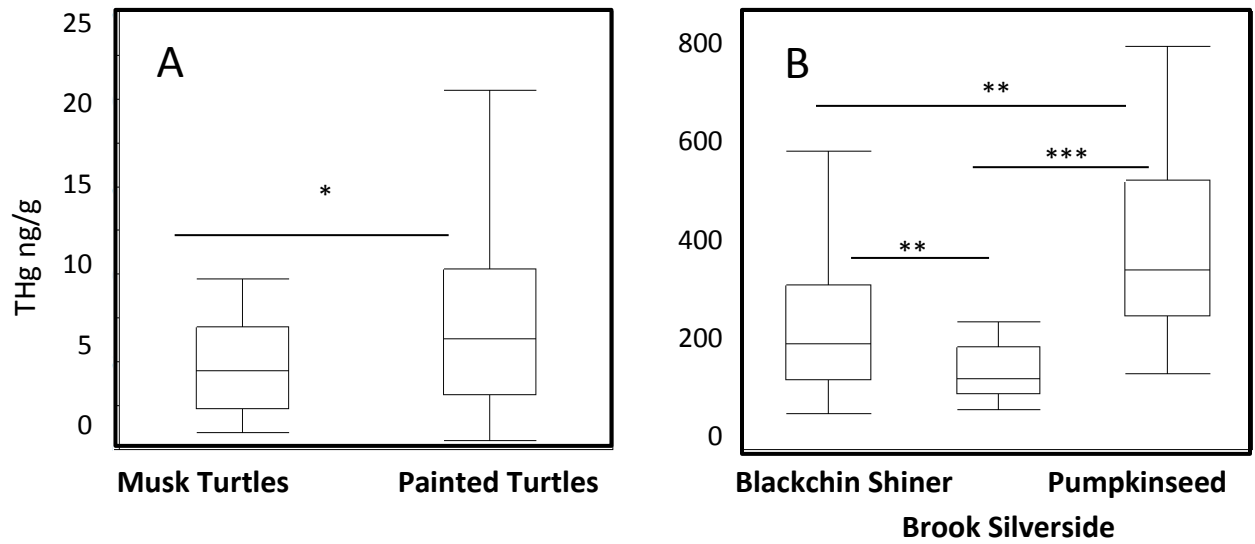 25
20
15
10
5
0
THg ng/g
A
*
Musk Turtles
Painted Turtles
800
600
400
200
0
B
**
***
**
Blackchin Shiner
Pumpkinseed
Brook Silverside